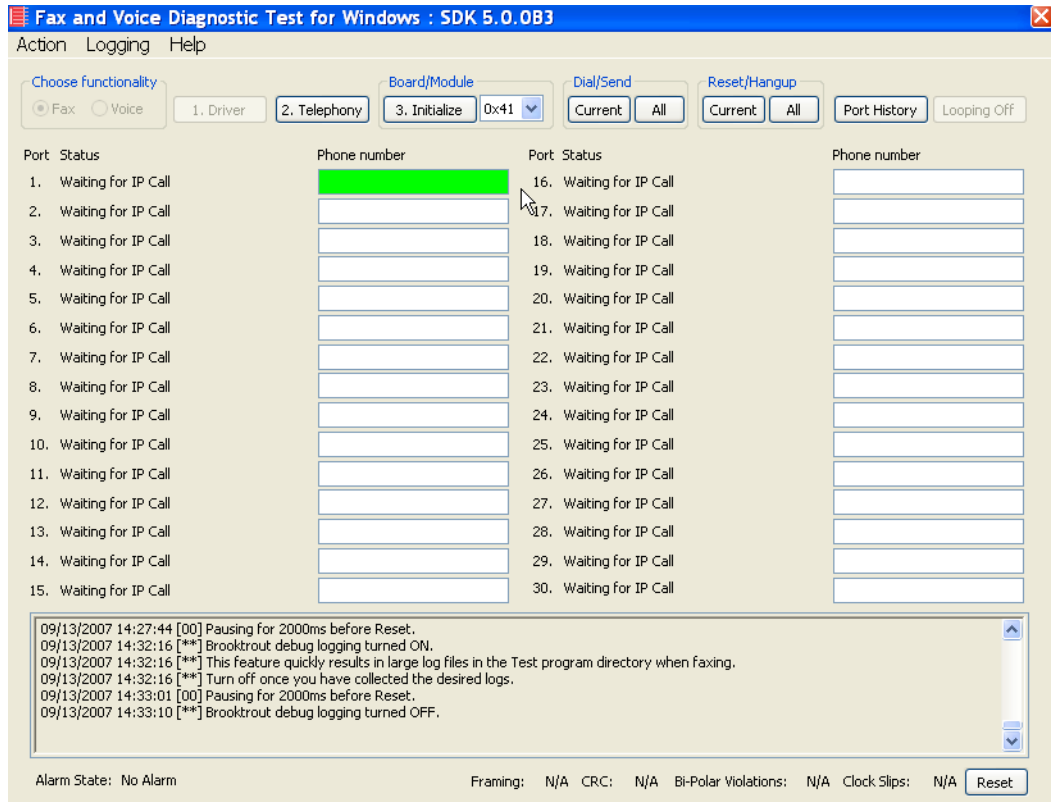 Fax and Voice Diagnostic Test for Windows : SDK 5.0.0B3
Action Logging Help
Choose functionality Board/Module Dial/Send Reset/Hangup
Fax Voice 1. Driver 2. Telephony 3. Initialize 0x41 Current All Current All Port History Looping Off
Port Status Phone number Port Status Phone number
1. Waiting for IP Call 16. Waiting for IP Call
2. Waiting for IP Call 17. Waiting for IP Call
3. Waiting for IP Call 18. Waiting for IP Call
4. Waiting for IP Call 19. Waiting for IP Call
5. Waiting for IP Call 20. Waiting for IP Call
6. Waiting for IP Call 21. Waiting for IP Call
7. Waiting for IP Call 22. Waiting for IP Call
8. Waiting for IP Call 23. Waiting for IP Call
9. Waiting for IP Call 24. Waiting for IP Call
10. Waiting for IP Call 25. Waiting for IP Call
11. Waiting for IP Call 26. Waiting for IP Call
12. Waiting for IP Call 27. Waiting for IP Call
13. Waiting for IP Call 28. Waiting for IP Call
14. Waiting for IP Call 29. Waiting for IP Call
15. Waiting for IP Call 30. Waiting for IP Call
09/13/2007 14:27:44 [00] Pausing for 2000ms before Reset.
09/13/2007 14:32:16 [**] Brooktrout debug logging turned ON.
09/13/2007 14:32:16 [**] This feature quickly results in large log files in the Test program directory when faxing.
09/13/2007 14:32:16 [**] Turn off once you have collected the desired logs.
09/13/2007 14:33:01 [00] Pausing for 2000ms before Reset.
09/13/2007 14:33:10 [**] Brooktrout debug logging turned OFF.
Alarm State: No Alarm Framing: N/A CRC: N/A Bi-Polar Violations: N/A Clock Slips: N/A Reset